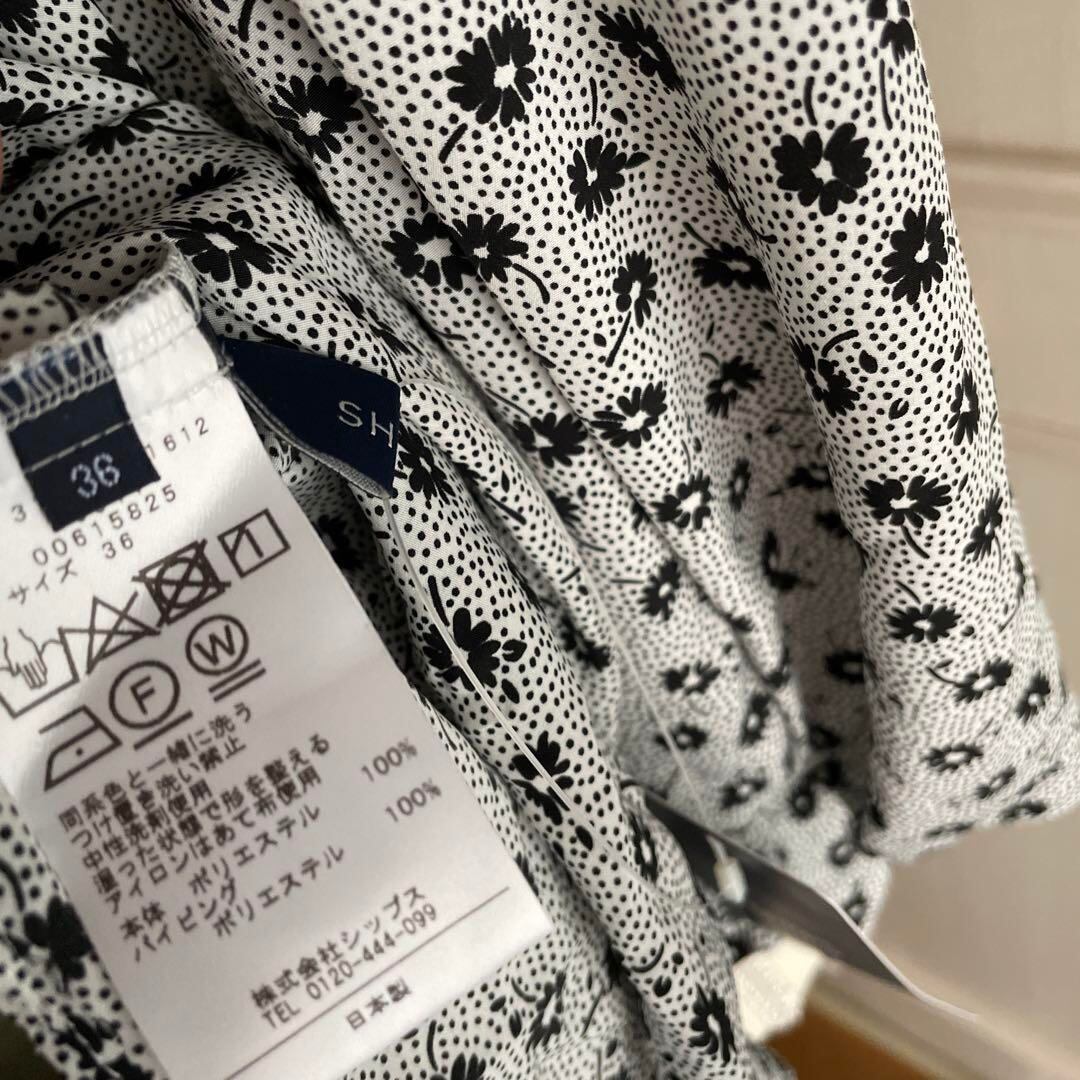 SH
36
3
1612
00615825
サイズ 36
F
W
同系色と一緒に洗う
つけ置き洗い禁止
中性洗剤使用
湿った状態で形を整える
アイロンはあて布使用
本体 ポリエステル 100%
パイピング
ポリエステル 100%
株式会社シップス
TEL 0120-444-099
日本製